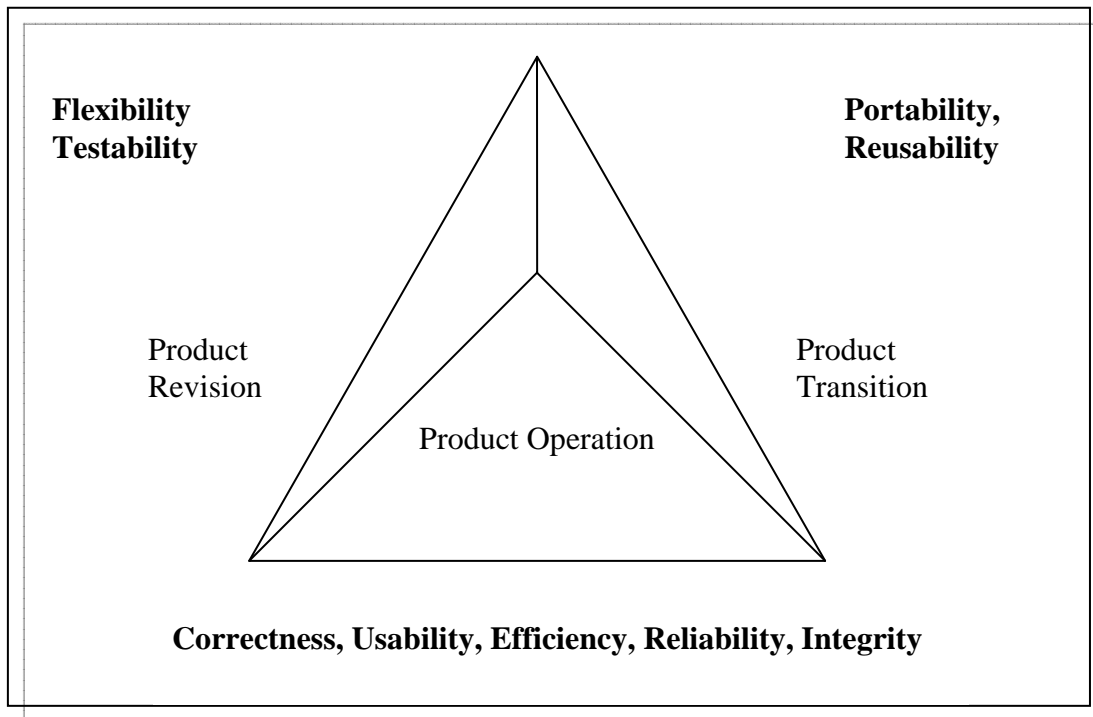 Flexibility
Testability
Portability,
Reusability
Product
Revision
Product
Transition
Product Operation
Correctness, Usability, Efficiency, Reliability, Integrity